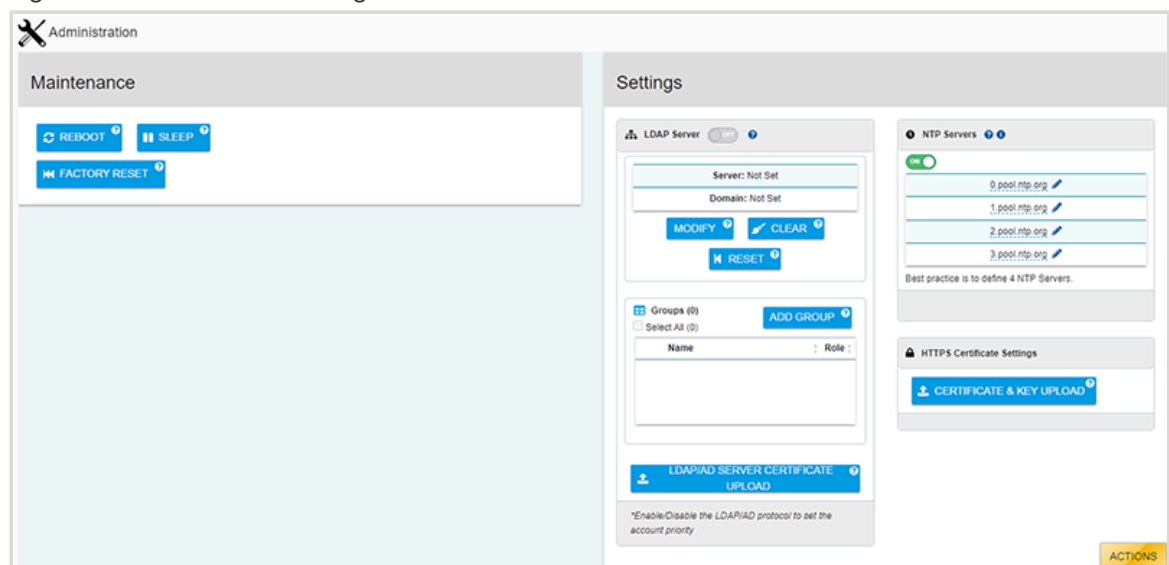 Administration
Maintenance
REBOOT
SLEEP
FACTORY RESET
Settings
LDAP Server OFF
Server: Not Set
Domain: Not Set
MODIFY
CLEAR
RESET
Groups (0)
Select All (0)
ADD GROUP
Name Role
LDAP/AD SERVER CERTIFICATE
UPLOAD
*Enable/Disable the LDAP/AD protocol to set the
account priority
NTP Servers
ON
0.pool.ntp.org
1.pool.ntp.org
2.pool.ntp.org
3.pool.ntp.org
Best practice is to define 4 NTP Servers.
HTTPS Certificate Settings
CERTIFICATE & KEY UPLOAD
ACTIONS